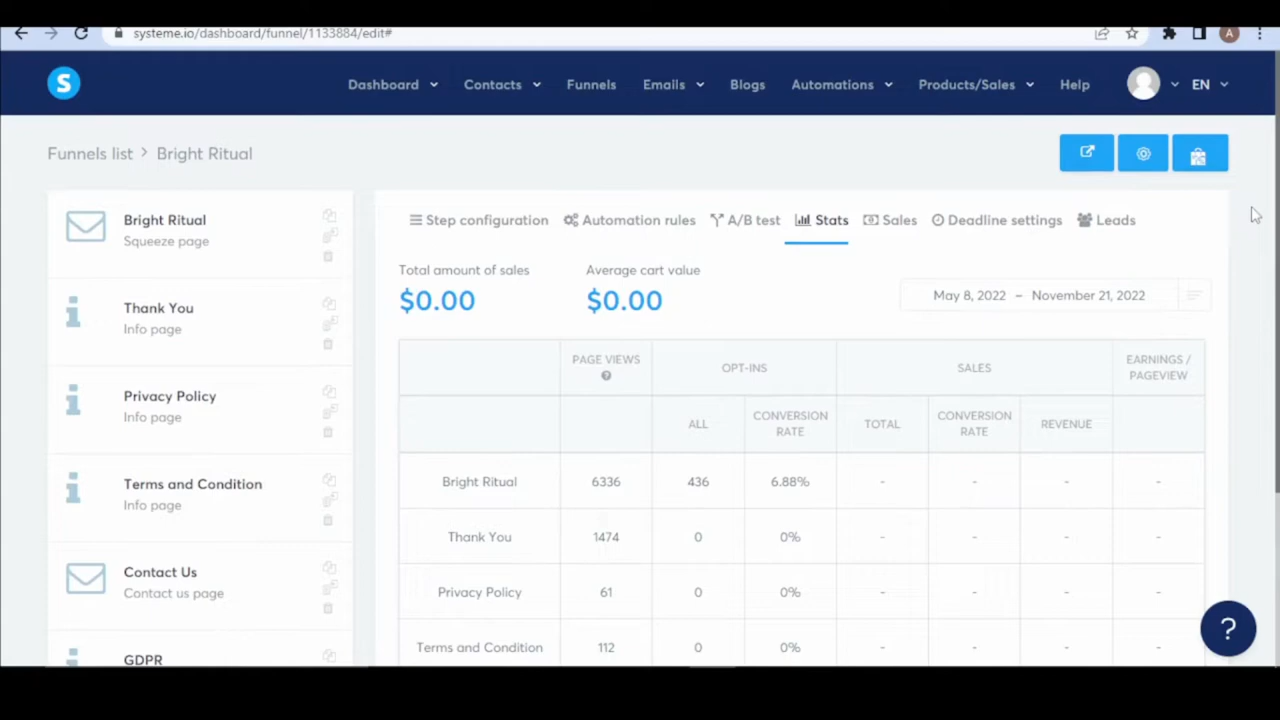 systeme.io/dashboard/funnel/1133884/edit#
A
S
Dashboard Contacts Funnels Emails Blogs Automations Products/Sales Help EN
Funnels list > Bright Ritual
Bright Ritual
Squeeze page
Thank You
Info page
Privacy Policy
Info page
Terms and Condition
Info page
Contact Us
Contact us page
GDPR
Step configuration Automation rules A/B test Stats Sales Deadline settings Leads
Total amount of sales Average cart value
$0.00 $0.00 May 8, 2022 – November 21, 2022
PAGE VIEWS OPT-INS SALES EARNINGS / PAGEVIEW
ALL CONVERSION RATE TOTAL CONVERSION RATE REVENUE
Bright Ritual 6336 436 6.88% - - - -
Thank You 1474 0 0% - - - -
Privacy Policy 61 0 0% - - - -
Terms and Condition 112 0 0% - - - -
?